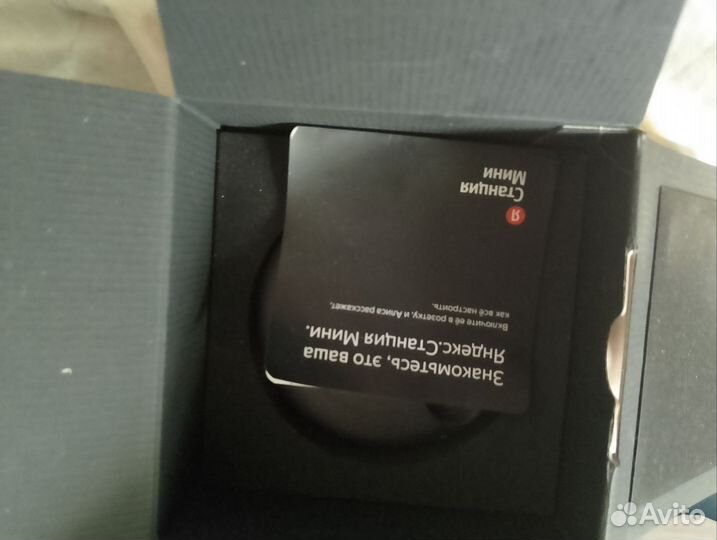 Знакомьтесь, это ваша
Яндекс.Станция Мини.
Включите её в розетку, и Алиса расскажет,
как всё настроить.
Я Станция
Мини
Avito